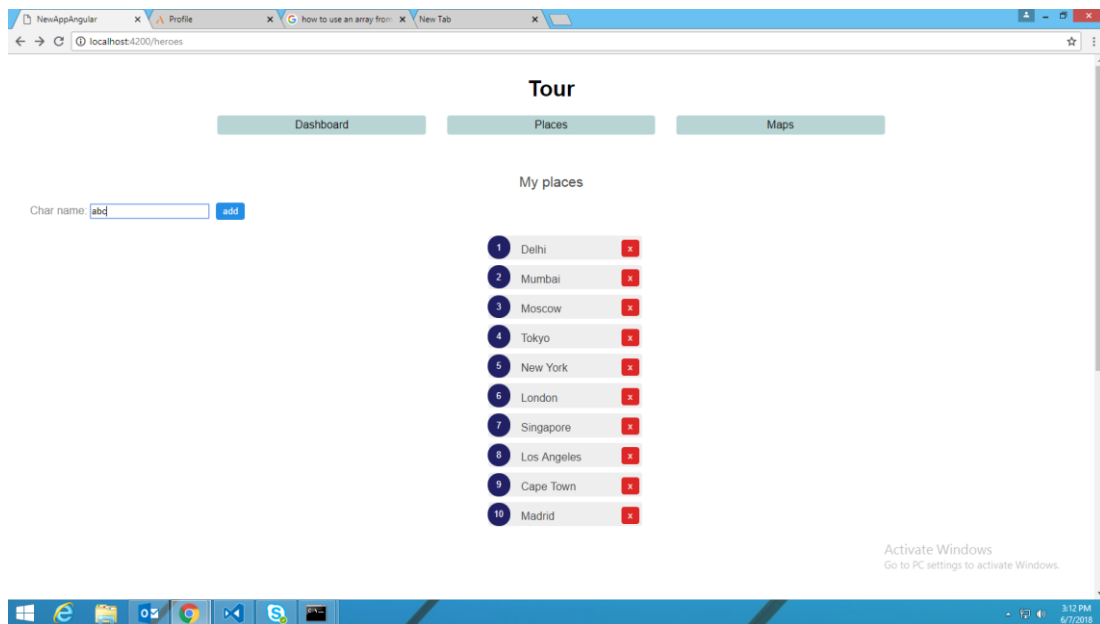 NewAppAngular
Profile
how to use an array from
New Tab
localhost:4200/heroes
Tour
Dashboard Places Maps
My places
Char name: abc add
1 Delhi x
2 Mumbai x
3 Moscow x
4 Tokyo x
5 New York x
6 London x
7 Singapore x
8 Los Angeles x
9 Cape Town x
10 Madrid x
Activate Windows
Go to PC settings to activate Windows.
3:12 PM
6/7/2018